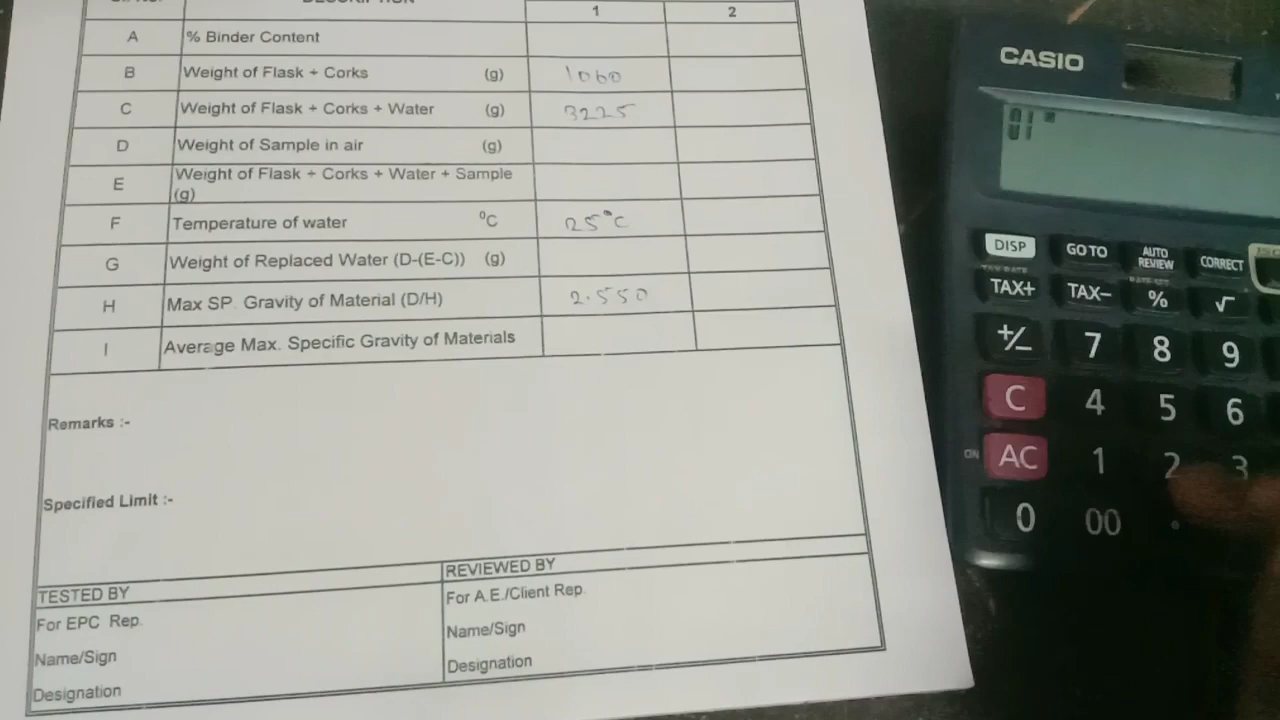 DESCRIPTION
1 2
A % Binder Content
B Weight of Flask + Corks (g) 1060
C Weight of Flask + Corks + Water (g) 3225
D Weight of Sample in air (g)
E Weight of Flask + Corks + Water + Sample (g)
F Temperature of water °C 25°C
G Weight of Replaced Water (D-(E-C)) (g)
H Max SP. Gravity of Material (D/H) 2.550
I Average Max. Specific Gravity of Materials
Remarks :-
Specified Limit :-
TESTED BY
For EPC Rep.
Name/Sign
Designation
REVIEWED BY
For A.E./Client Rep.
Name/Sign
Designation
CASIO
DISP GO TO AUTO REVIEW CORRECT
TAX+ TAX− % √
+/− 7 8 9
C 4 5 6
ON AC 1 2 3
0 00 .